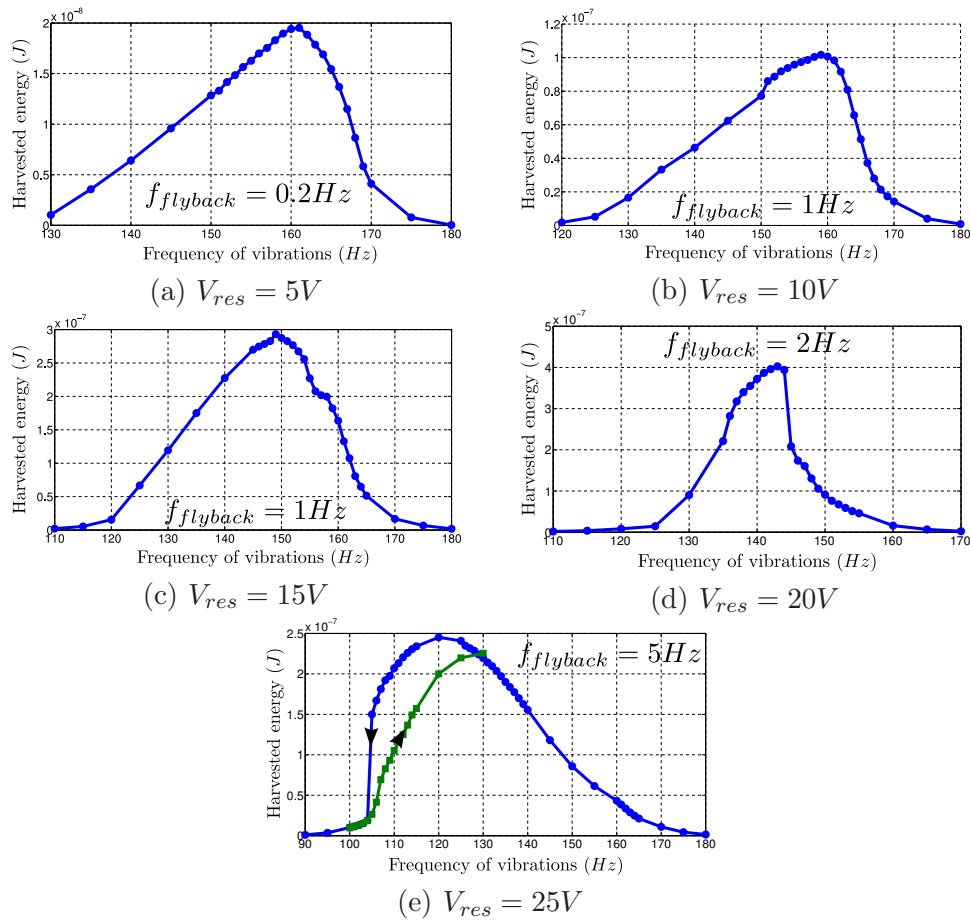 x 10⁻⁸
2
1.5
1
0.5
0
Harvested energy (J)
f_flyback = 0.2Hz
130 140 150 160 170 180
Frequency of vibrations (Hz)
(a) V_res = 5V
x 10⁻⁷
1.2
1
0.8
0.6
0.4
0.2
0
Harvested energy (J)
f_flyback = 1Hz
120 130 140 150 160 170 180
Frequency of vibrations (Hz)
(b) V_res = 10V
x 10⁻⁷
3
2.5
2
1.5
1
0.5
0
Harvested energy (J)
f_flyback = 1Hz
110 120 130 140 150 160 170 180
Frequency of vibrations (Hz)
(c) V_res = 15V
x 10⁻⁷
5
4
3
2
1
0
Harvested energy (J)
f_flyback = 2Hz
110 120 130 140 150 160 170
Frequency of vibrations (Hz)
(d) V_res = 20V
x 10⁻⁷
2.5
2
1.5
1
0.5
0
Harvested energy (J)
f_flyback = 5Hz
90 100 110 120 130 140 150 160 170 180
Frequency of vibrations (Hz)
(e) V_res = 25V